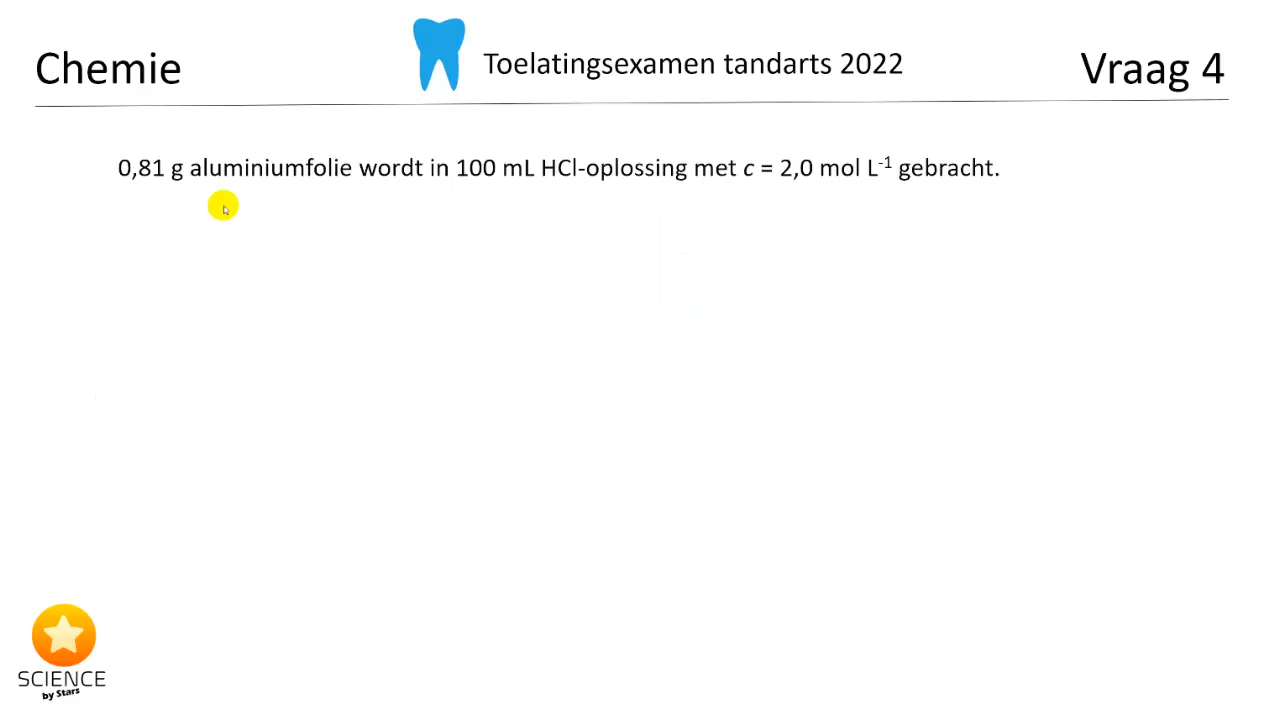 Chemie
Toelatingsexamen tandarts 2022
Vraag 4
0,81 g aluminiumfolie wordt in 100 mL HCl-oplossing met c = 2,0 mol L⁻¹ gebracht.
SCIENCE
by Stars